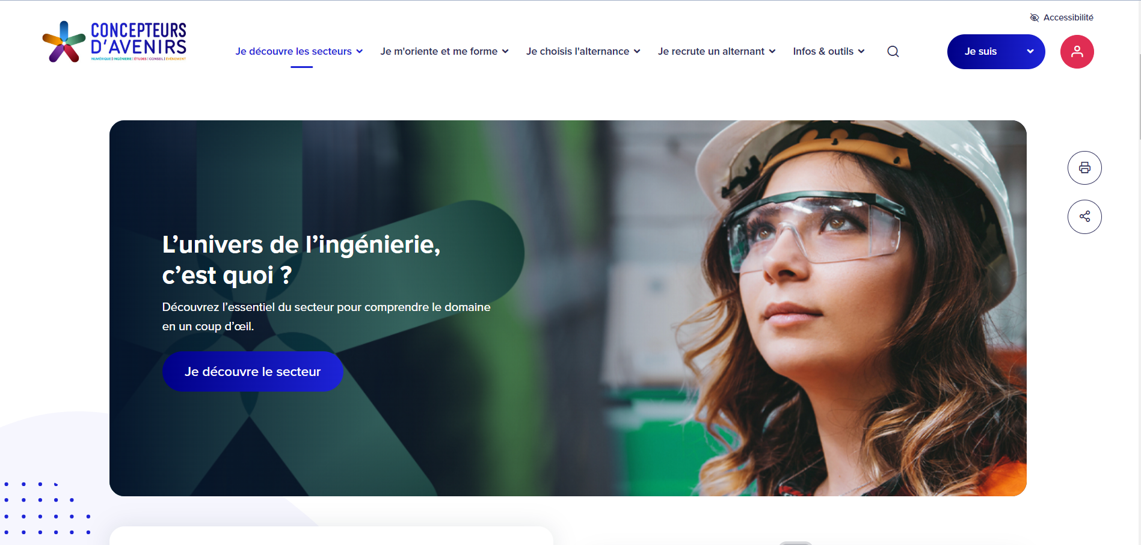 Accessibilité
CONCEPTEURS
D'AVENIRS
Je découvre les secteurs
Je m'oriente et me forme
Je choisis l'alternance
Je recrute un alternant
Infos & outils
Je suis
L'univers de l'ingénierie,
c'est quoi ?
Découvrez l'essentiel du secteur pour comprendre le domaine
en un coup d'œil.
Je découvre le secteur